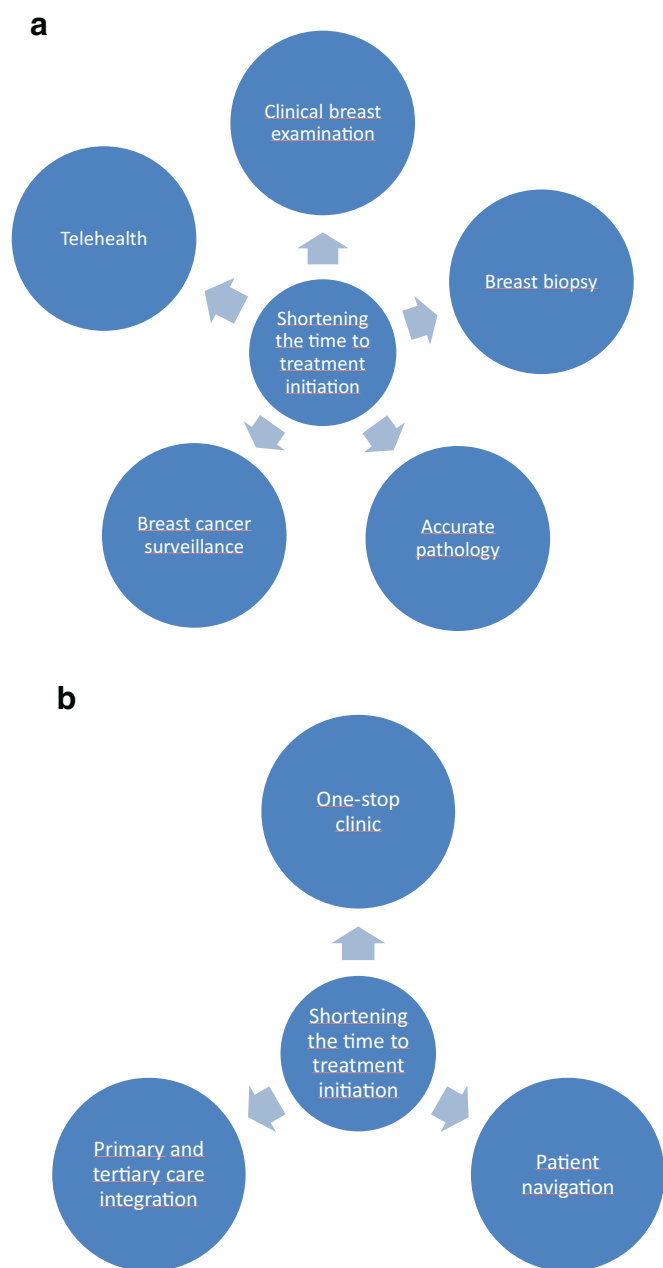 a
Clinical breast
examination
Telehealth
Breast biopsy
Shortening
the time to
treatment
initiation
Breast cancer
surveillance
Accurate
pathology
b
One-stop
clinic
Shortening
the time to
treatment
initiation
Primary and
tertiary care
integration
Patient
navigation